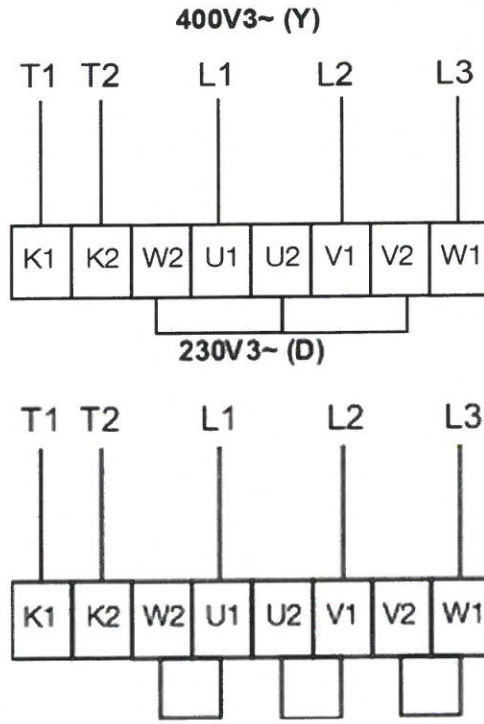 400V3~ (Y)
T1 T2 L1 L2 L3
K1 K2 W2 U1 U2 V1 V2 W1
230V3~ (D)
T1 T2 L1 L2 L3
K1 K2 W2 U1 U2 V1 V2 W1